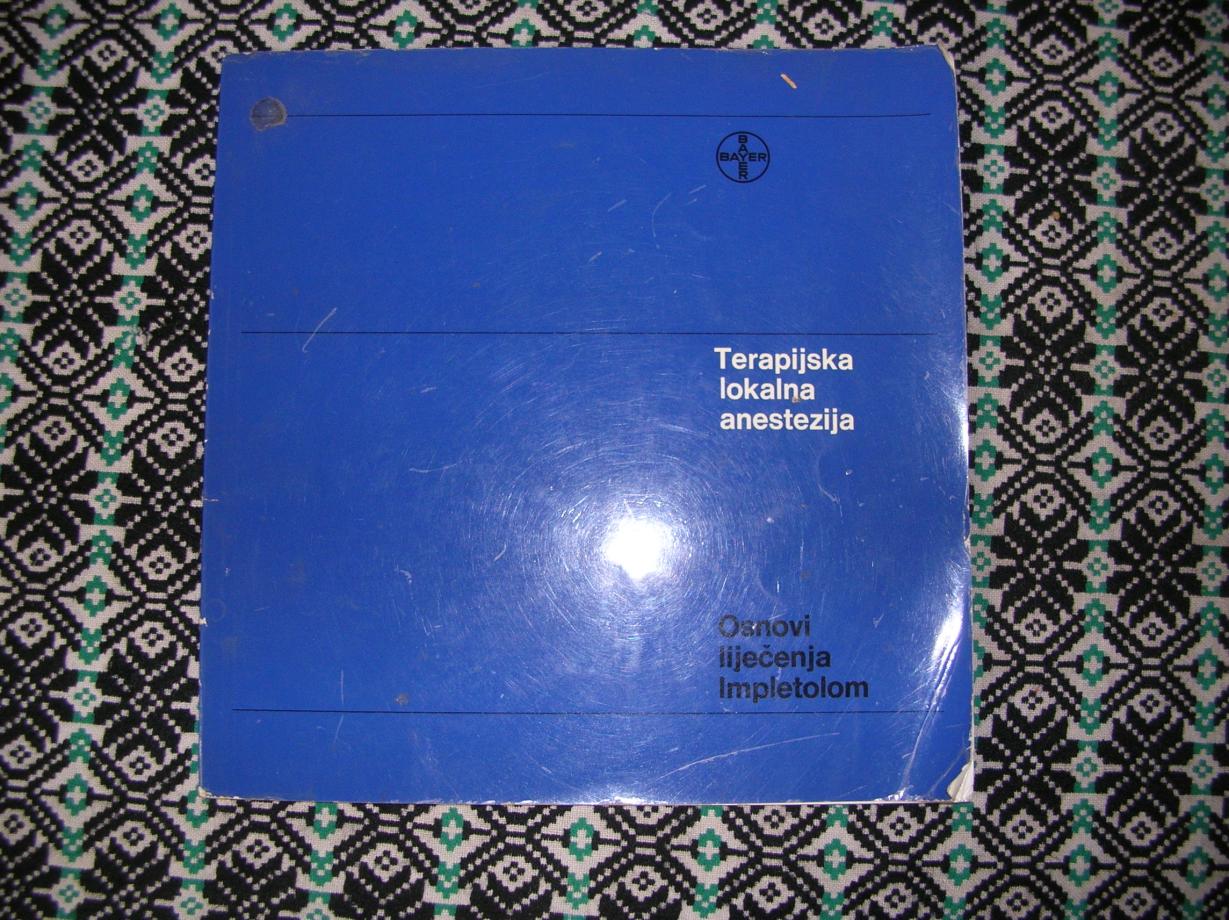 BAYER
BAYER
Terapijska
lokalna
anestezija
Osnovi
liječenja
Impletolom